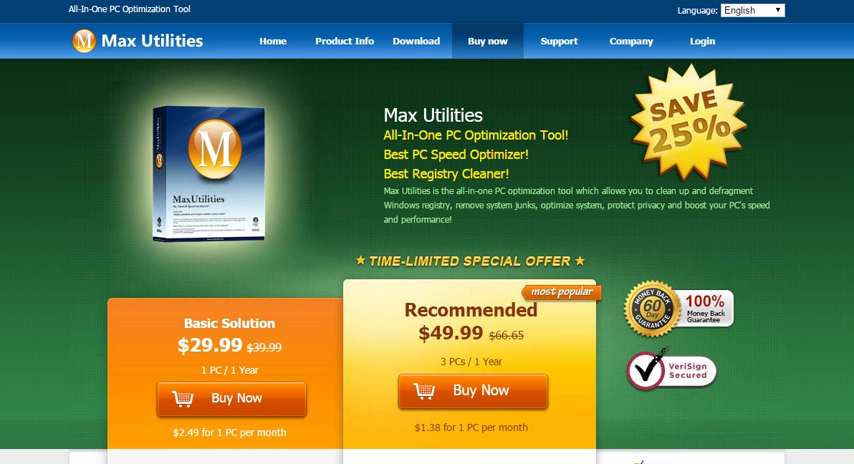 All-In-One PC Optimization Tool
Language: English
Max Utilities
Home Product Info Download Buy now Support Company Login
SAVE
25%
M
MaxUtilities
Max Utilities
All-In-One PC Optimization Tool!
Best PC Speed Optimizer!
Best Registry Cleaner!
Max Utilities is the all-in-one PC optimization tool which allows you to clean up and defragment
Windows registry, remove system junks, optimize system, protect privacy and boost your PC's speed
and performance!
TIME-LIMITED SPECIAL OFFER
Basic Solution
$29.99 $39.99
1 PC / 1 Year
Buy Now
$2.49 for 1 PC per month
most popular
Recommended
$49.99 $66.65
3 PCs / 1 Year
Buy Now
$1.38 for 1 PC per month
MONEY BACK
60
Day
GUARANTEE
100%
Money Back
Guarantee
VeriSign
Secured